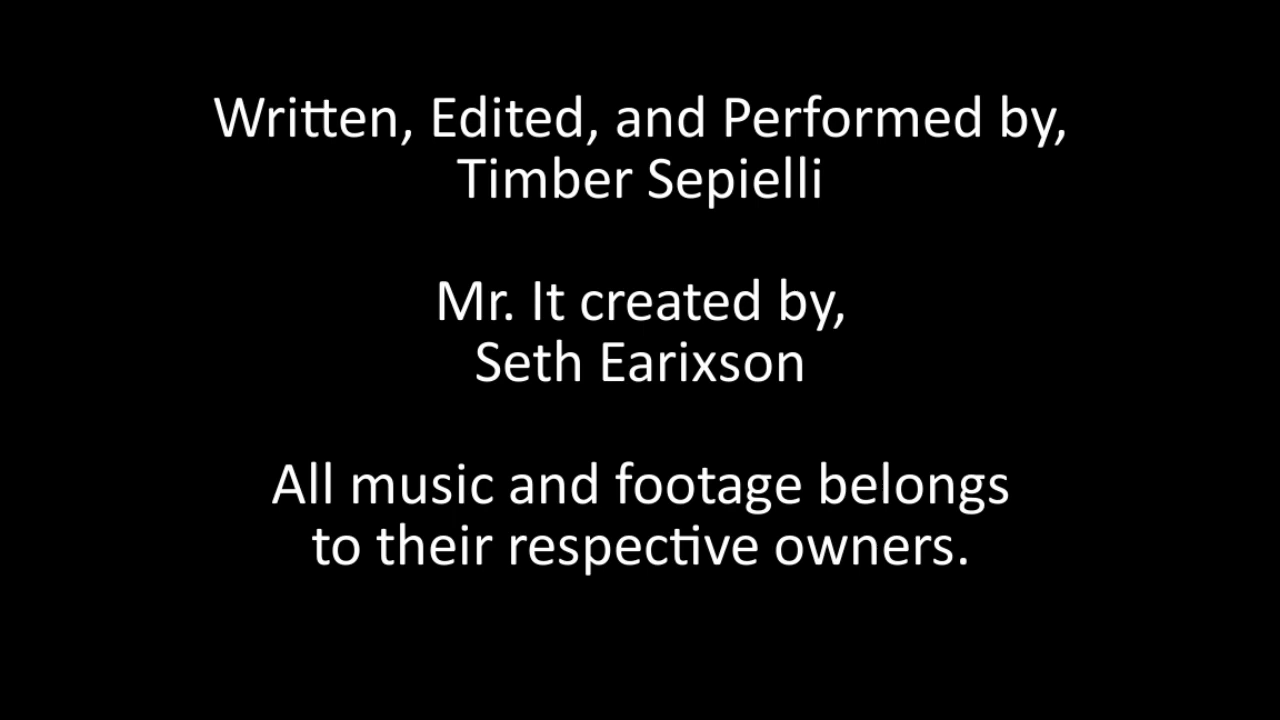 Written, Edited, and Performed by,
Timber Sepielli
Mr. It created by,
Seth Earixson
All music and footage belongs
to their respective owners.